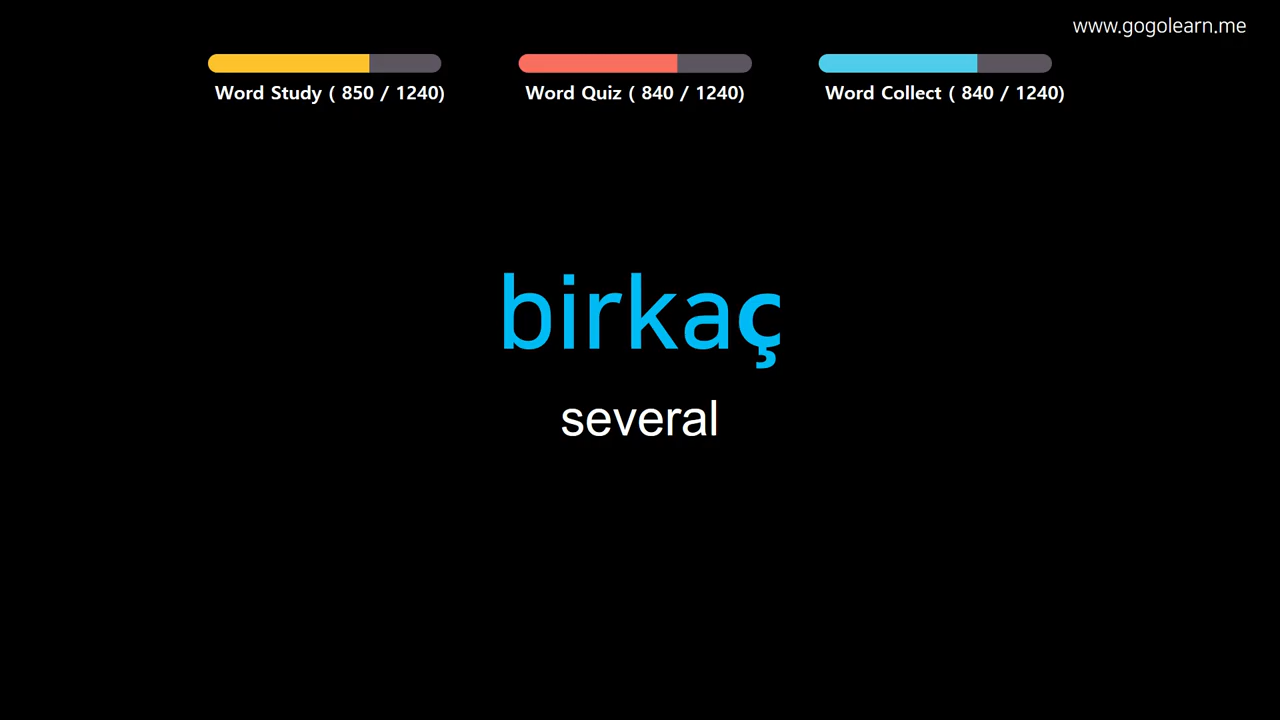 www.gogolearn.me
Word Study ( 850 / 1240)
Word Quiz ( 840 / 1240)
Word Collect ( 840 / 1240)
birkaç
several